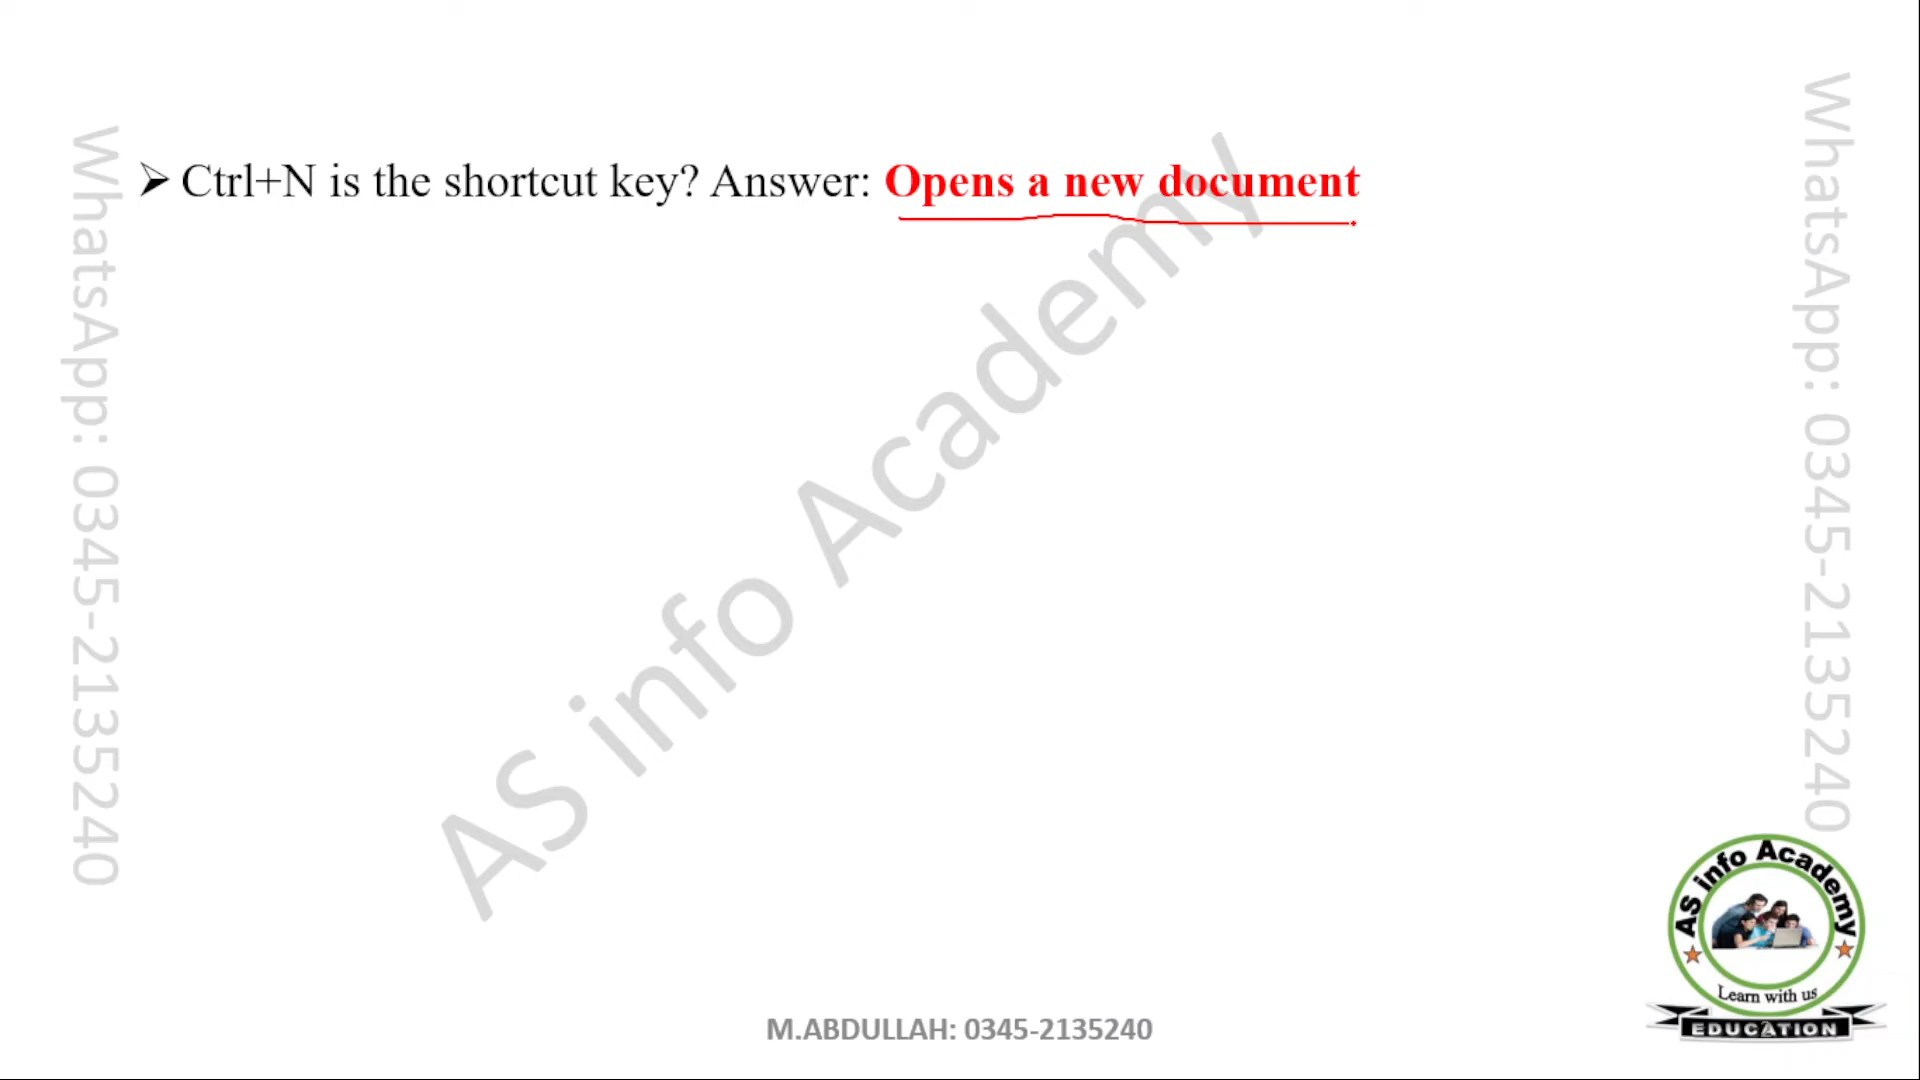 ➢ Ctrl+N is the shortcut key? Answer: Opens a new document
WhatsApp: 0345-2135240
WhatsApp: 0345-2135240
AS info Academy
AS info Academy
Learn with us
EDUCATION
M.ABDULLAH: 0345-2135240